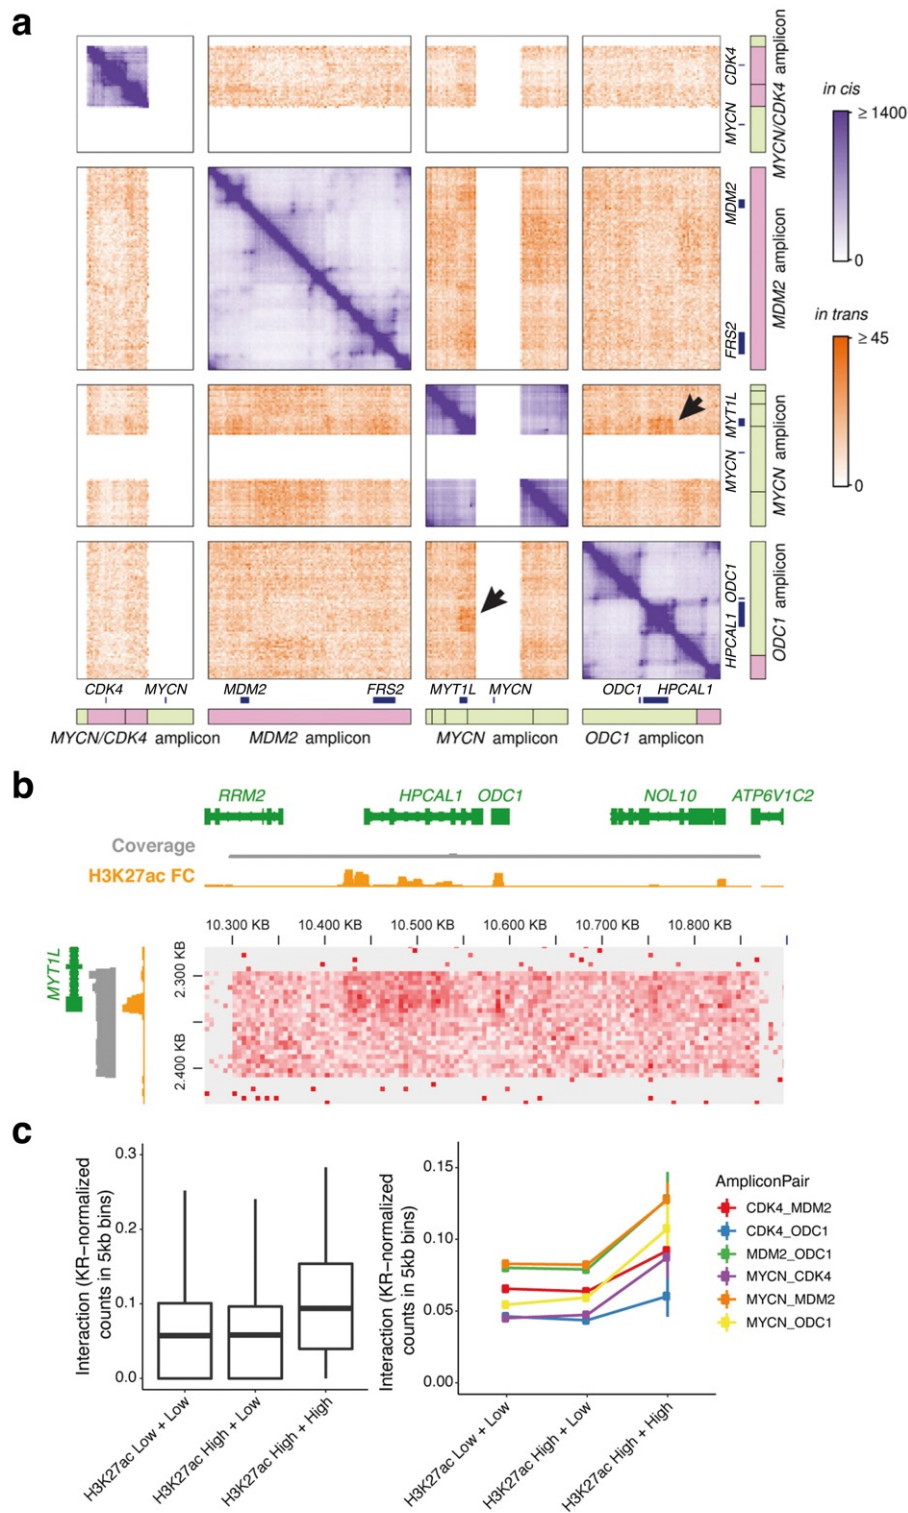 a
CDK4
MYCN
MYCN/CDK4 amplicon
in cis
≥ 1400
0
MDM2
FRS2
MDM2 amplicon
in trans
≥ 45
0
MYT1L
MYCN
MYCN amplicon
ODC1
HPCAL1
ODC1 amplicon
CDK4 MYCN MDM2 FRS2 MYT1L MYCN ODC1 HPCAL1
MYCN/CDK4 amplicon MDM2 amplicon MYCN amplicon ODC1 amplicon
b
RRM2 HPCAL1 ODC1 NOL10 ATP6V1C2
Coverage
H3K27ac FC
10.300 KB 10.400 KB 10.500 KB 10.600 KB 10.700 KB 10.800 KB
MYT1L
2.300 KB
2.400 KB
c
Interaction (KR−normalized
counts in 5kb bins)
0.3
0.2
0.1
0.0
H3K27ac Low + Low
H3K27ac High + Low
H3K27ac High + High
Interaction (KR−normalized
counts in 5kb bins)
0.15
0.10
0.05
0.00
H3K27ac Low + Low
H3K27ac High + Low
H3K27ac High + High
AmpliconPair
CDK4_MDM2
CDK4_ODC1
MDM2_ODC1
MYCN_CDK4
MYCN_MDM2
MYCN_ODC1